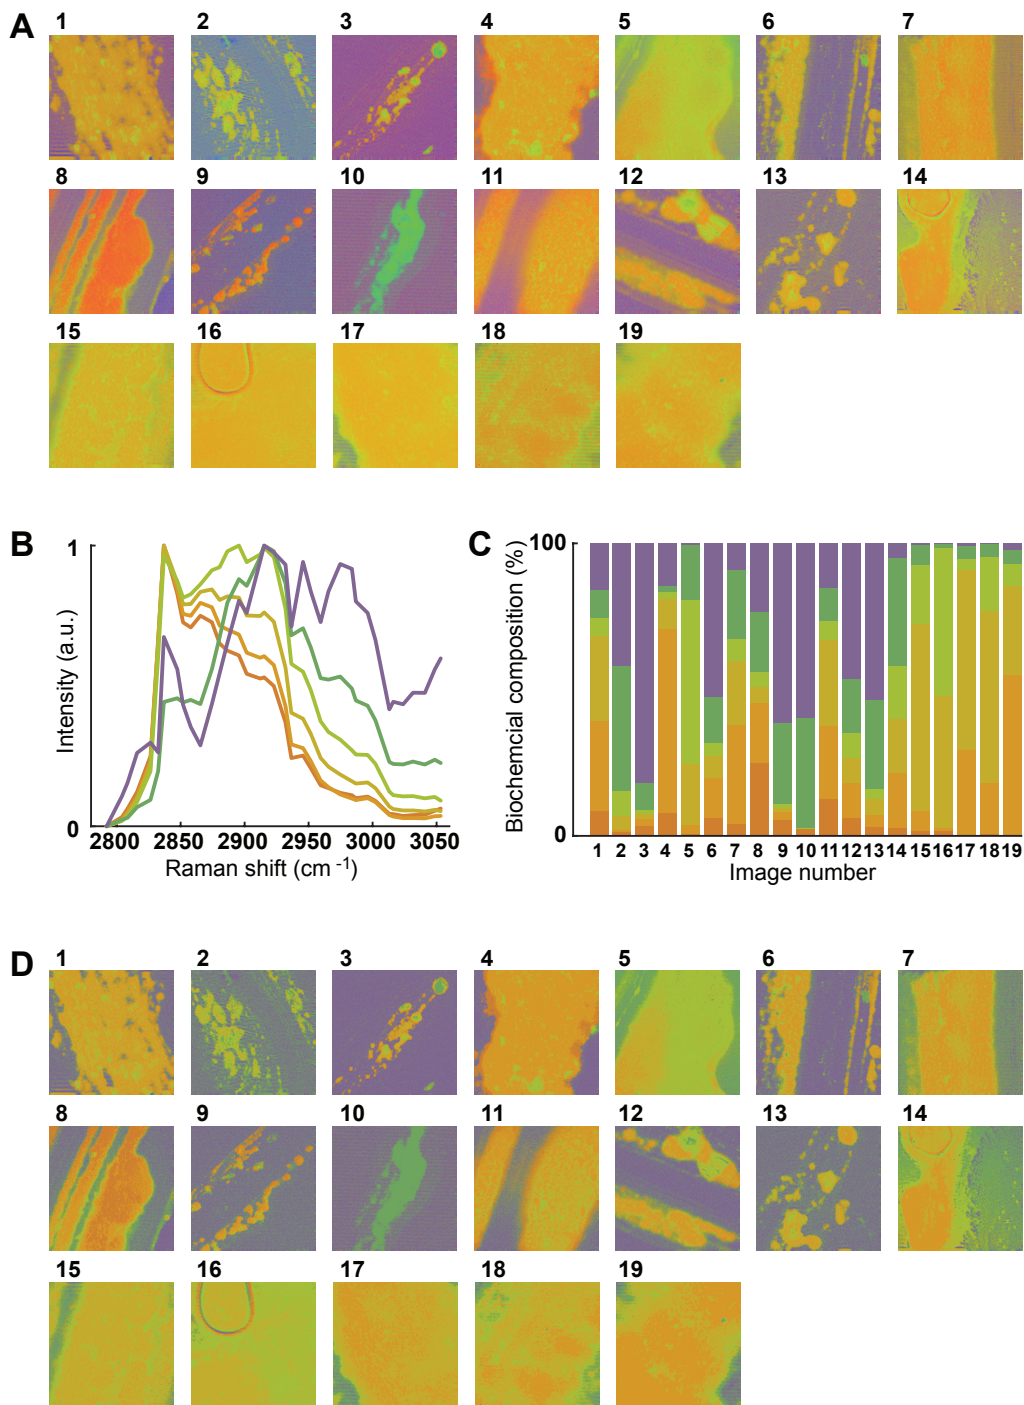 A
1 2 3 4 5 6 7
8 9 10 11 12 13 14
15 16 17 18 19
B
1
Intensity (a.u.)
0
2800 2850 2900 2950 3000 3050
Raman shift (cm -1)
C
100
Biochemcial composition (%)
0
1 2 3 4 5 6 7 8 9 10 11 12 13 14 15 16 17 18 19
Image number
D
1 2 3 4 5 6 7
8 9 10 11 12 13 14
15 16 17 18 19